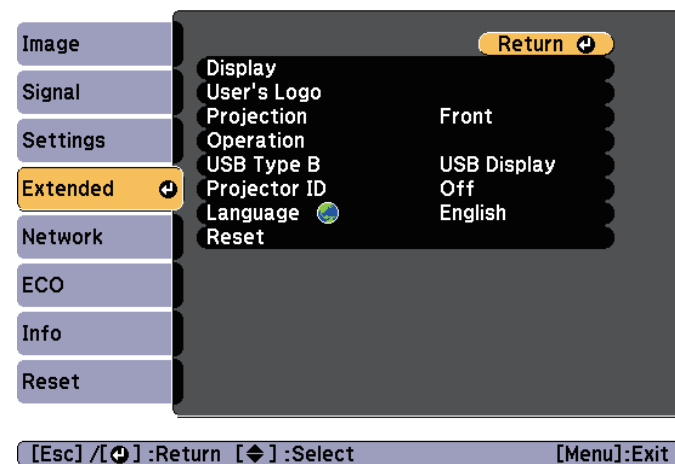 Image
Signal
Settings
Extended
Network
ECO
Info
Reset
Return
Display
User's Logo
Projection Front
Operation
USB Type B USB Display
Projector ID Off
Language English
Reset
[Esc] /[ ] :Return [ ] :Select [Menu]:Exit